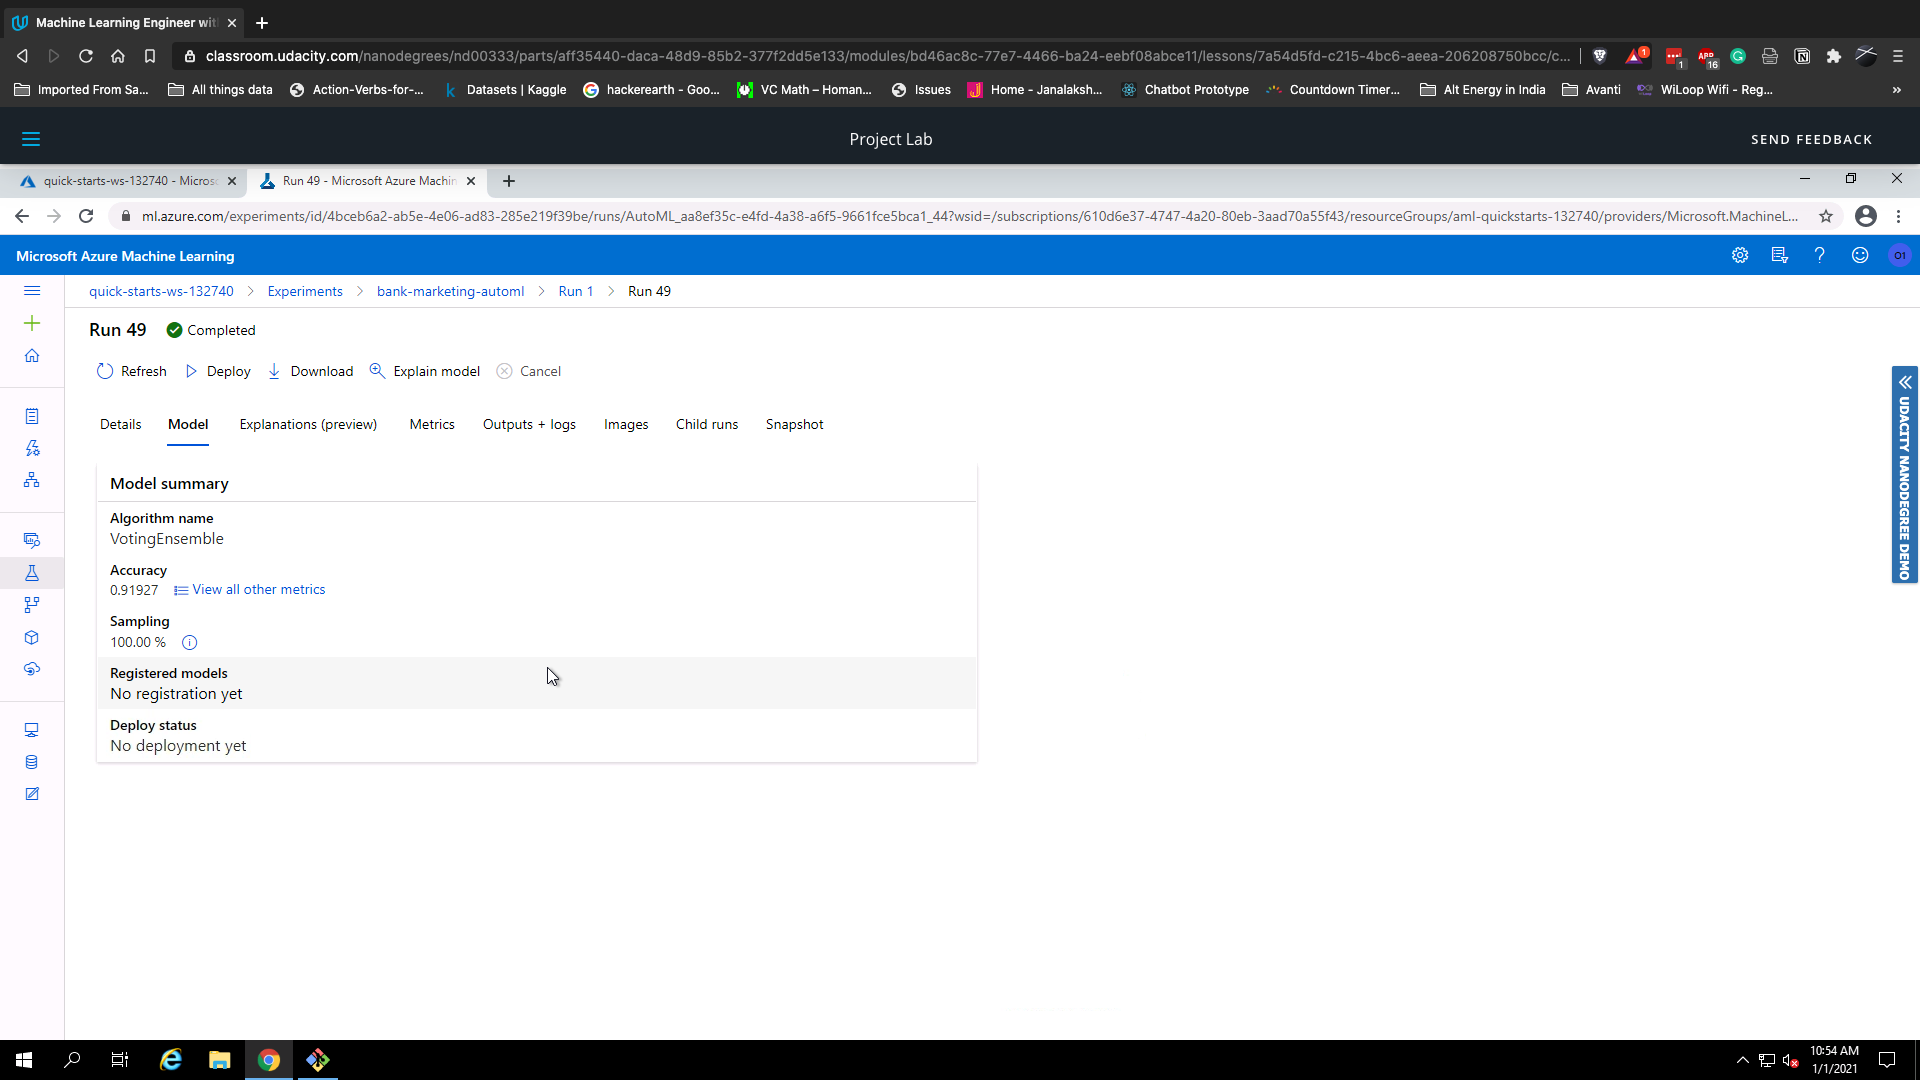 Machine Learning Engineer wit
classroom.udacity.com/nanodegrees/nd00333/parts/aff35440-daca-48d9-85b2-377f2dd5e133/modules/bd46ac8c-77e7-4466-ba24-eebf08abce11/lessons/7a54d5fd-c215-4bc6-aeea-206208750bcc/c...
Imported From Sa... All things data Action-Verbs-for-... Datasets | Kaggle hackerearth - Goo... VC Math – Homan... Issues Home - Janalaksh... Chatbot Prototype Countdown Timer... Alt Energy in India Avanti WiLoop Wifi - Reg... »
Project Lab
SEND FEEDBACK
quick-starts-ws-132740 - Micros
Run 49 - Microsoft Azure Machin
ml.azure.com/experiments/id/4bceb6a2-ab5e-4e06-ad83-285e219f39be/runs/AutoML_aa8ef35c-e4fd-4a38-a6f5-9661fce5bca1_44?wsid=/subscriptions/610d6e37-4747-4a20-80eb-3aad70a55f43/resourceGroups/aml-quickstarts-132740/providers/Microsoft.MachineL...
Microsoft Azure Machine Learning
O1
quick-starts-ws-132740 > Experiments > bank-marketing-automl > Run 1 > Run 49
Run 49 Completed
Refresh Deploy Download Explain model Cancel
Details Model Explanations (preview) Metrics Outputs + logs Images Child runs Snapshot
Model summary
Algorithm name
VotingEnsemble
Accuracy
0.91927 View all other metrics
Sampling
100.00 %
Registered models
No registration yet
Deploy status
No deployment yet
UDACITY NANODEGREE DEMO
10:54 AM
1/1/2021